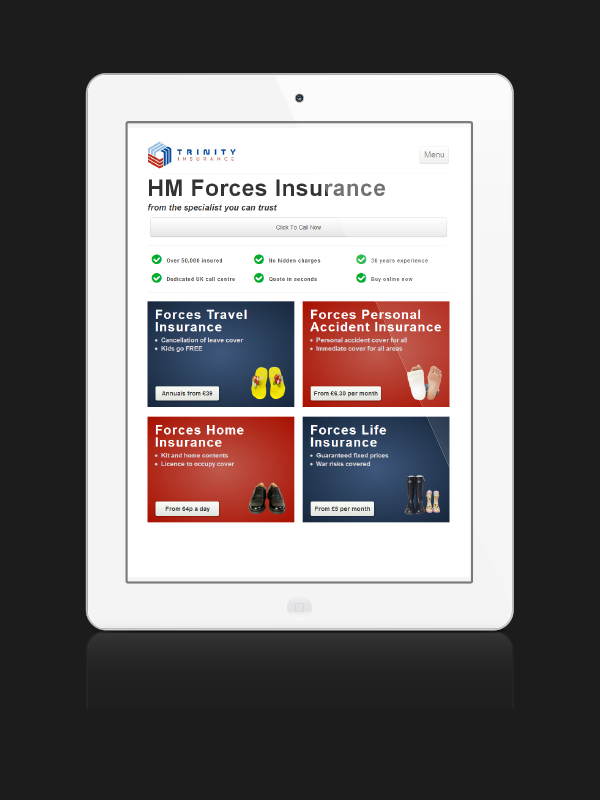 TRINITY
INSURANCE
Menu
HM Forces Insurance
from the specialist you can trust
Click To Call Now
Over 50,000 insured
No hidden charges
30 years experience
Dedicated UK call centre
Quote in seconds
Buy online now
Forces Travel
Insurance
Cancellation of leave cover
Kids go FREE
Annuals from €39
Forces Personal
Accident Insurance
Personal accident cover for all
Immediate cover for all areas
From €6.30 per month
Forces Home
Insurance
Kit and home contents
Licence to occupy cover
From 64p a day
Forces Life
Insurance
Guaranteed fixed prices
War risks covered
From £5 per month